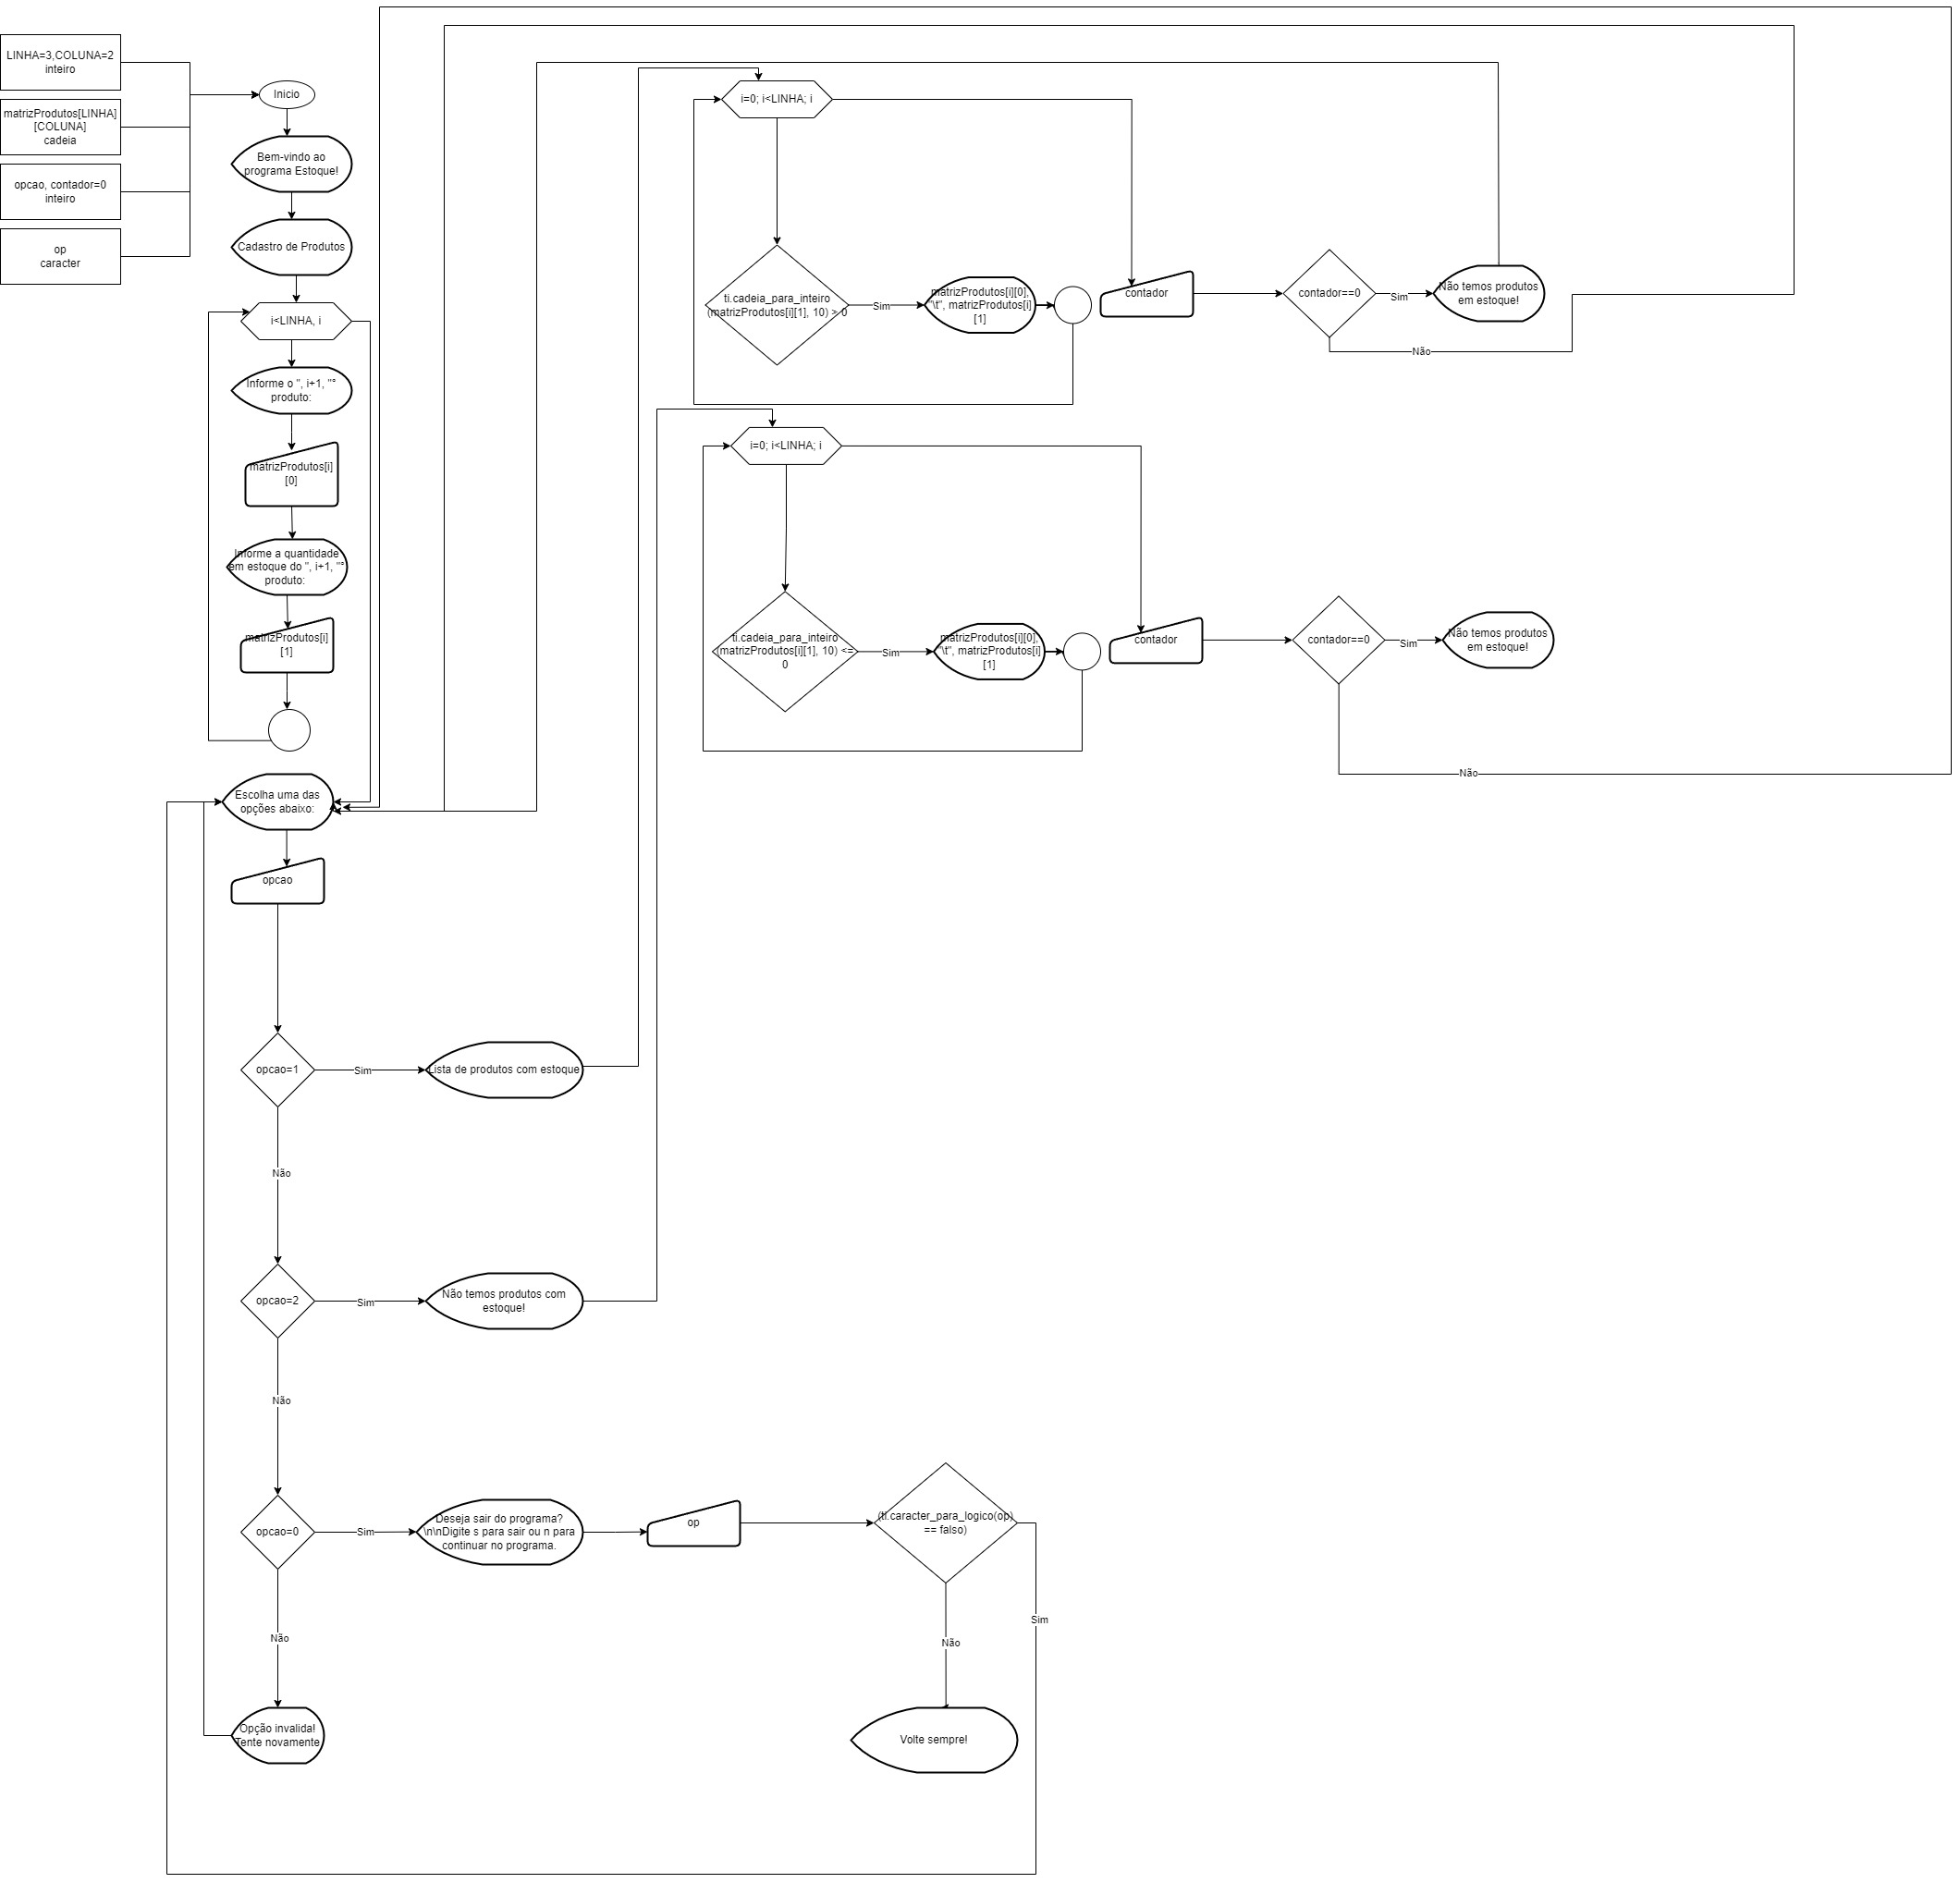 LINHA=3,COLUNA=2
inteiro
matrizProdutos[LINHA]
[COLUNA]
cadeia
opcao, contador=0
inteiro
op
caracter
Inicio
Bem-vindo ao
programa Estoque!
Cadastro de Produtos
i<LINHA, i
Informe o ", i+1, "°
produto:
matrizProdutos[i]
[0]
Informe a quantidade
em estoque do ", i+1, "°
produto:
matrizProdutos[i]
[1]
Escolha uma das
opções abaixo:
opcao
opcao=1
Sim
Lista de produtos com estoque
Não
opcao=2
Sim
Não temos produtos com
estoque!
Não
opcao=0
Sim
Deseja sair do programa?
\n\nDigite s para sair ou n para
continuar no programa.
op
(ti.caracter_para_logico(op)
== falso)
Sim
Não
Volte sempre!
Não
Opção invalida!
Tente novamente
i=0; i<LINHA; i
ti.cadeia_para_inteiro
(matrizProdutos[i][1], 10) > 0
Sim
matrizProdutos[i][0],
"\t", matrizProdutos[i]
[1]
contador
contador==0
Sim
Não temos produtos
em estoque!
Não
i=0; i<LINHA; i
ti.cadeia_para_inteiro
(matrizProdutos[i][1], 10) <=
0
Sim
matrizProdutos[i][0],
"\t", matrizProdutos[i]
[1]
contador
contador==0
Sim
Não temos produtos
em estoque!
Não